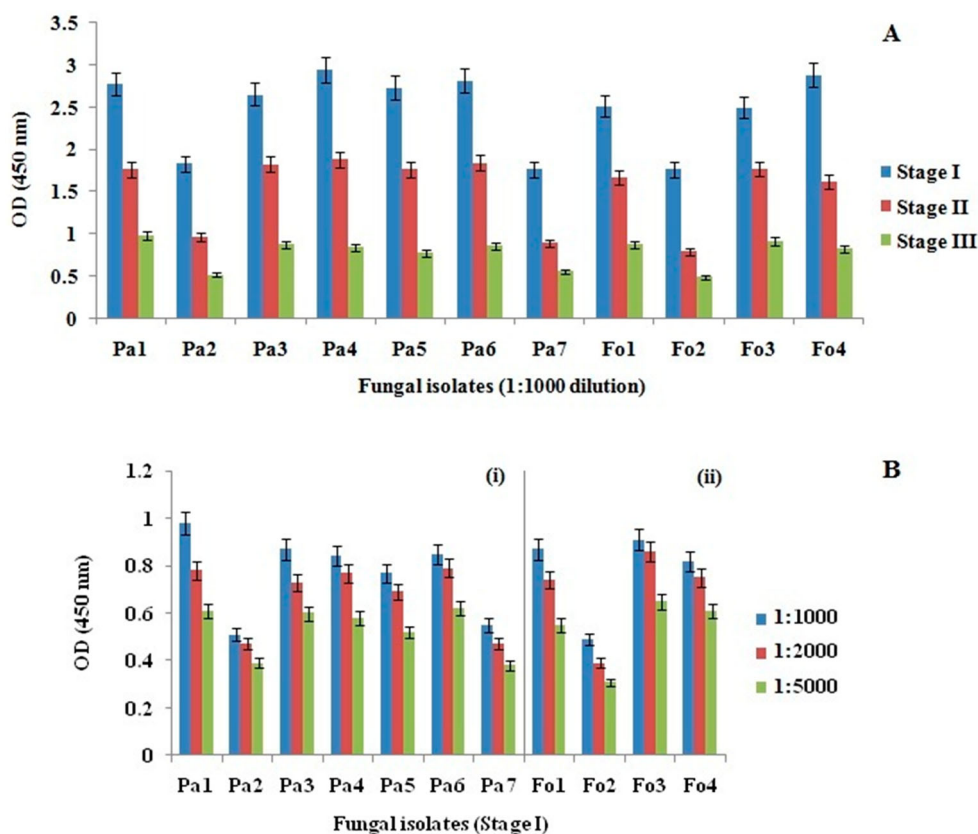 A
3.5
3
2.5
2
1.5
1
0.5
0
OD (450 nm)
Stage I
Stage II
Stage III
Pa1 Pa2 Pa3 Pa4 Pa5 Pa6 Pa7 Fo1 Fo2 Fo3 Fo4
Fungal isolates (1:1000 dilution)
B
(i) (ii)
1.2
1
0.8
0.6
0.4
0.2
0
OD (450 nm)
1:1000
1:2000
1:5000
Pa1 Pa2 Pa3 Pa4 Pa5 Pa6 Pa7 Fo1 Fo2 Fo3 Fo4
Fungal isolates (Stage I)